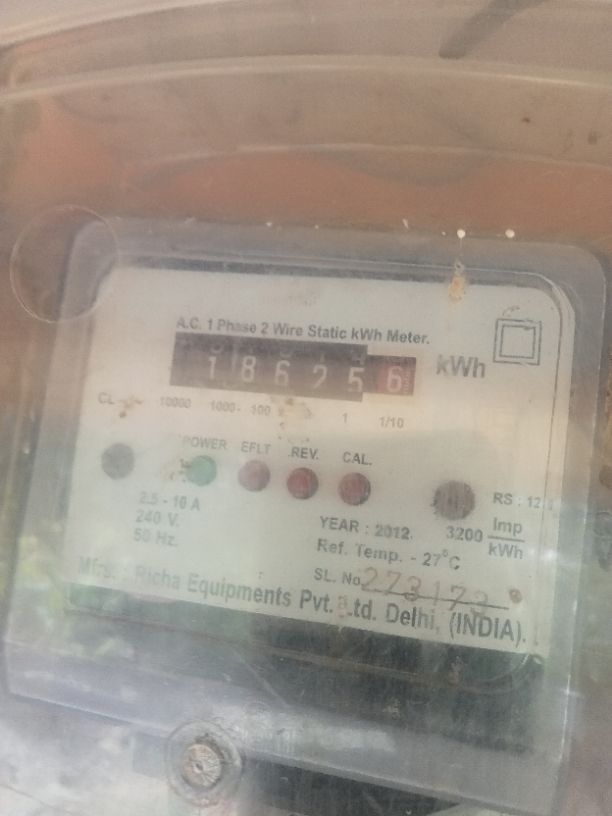 A.C. 1 Phase 2 Wire Static kWh Meter.
186256 kWh
CL 10000 1000 100 1 1/10
POWER EFLT REV. CAL.
2.5 - 10 A
240 V.
50 Hz.
RS : 12
YEAR : 2012. 3200 Imp/kWh
Ref. Temp. - 27°C
SL. No. 273173
Mfrs. : Richa Equipments Pvt. Ltd. Delhi, (INDIA).